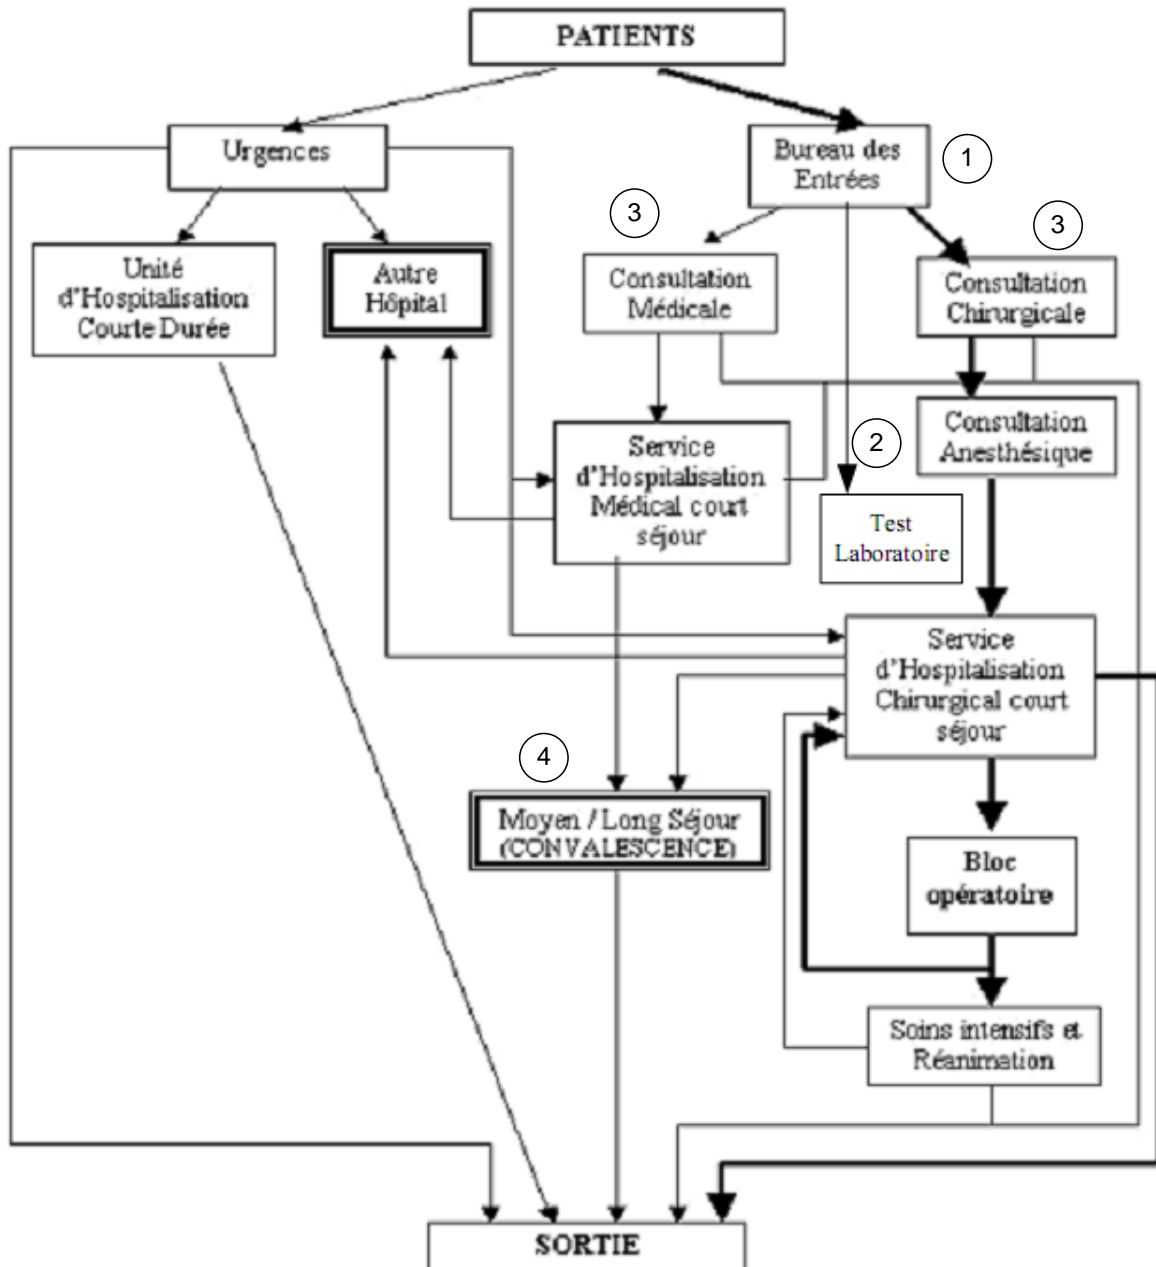 PATIENTS
Urgences
Bureau des
Entrées
1
3
3
Unité
d'Hospitalisation
Courte Durée
Autre
Hôpital
Consultation
Médicale
Consultation
Chirurgicale
Consultation
Anesthésique
2
Service
d'Hospitalisation
Médical court
séjour
Test
Laboratoire
Service
d'Hospitalisation
Chirurgical court
séjour
4
Moyen / Long Séjour
(CONVALESCENCE)
Bloc
opératoire
Soins intensifs et
Réanimation
SORTIE